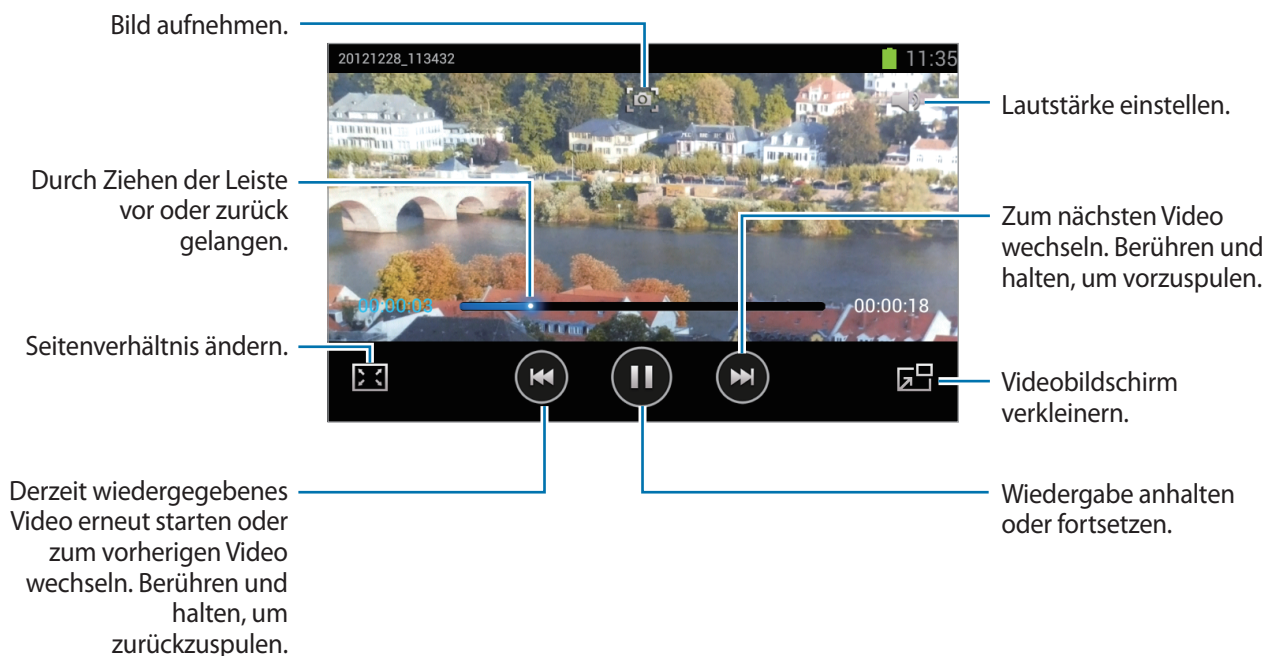 Bild aufnehmen.
20121228_113432
11:35
Lautstärke einstellen.
Durch Ziehen der Leiste
vor oder zurück
gelangen.
Zum nächsten Video
wechseln. Berühren und
halten, um vorzuspulen.
00:00:03
00:00:18
Seitenverhältnis ändern.
Videobildschirm
verkleinern.
Derzeit wiedergegebenes
Video erneut starten oder
zum vorherigen Video
wechseln. Berühren und
halten, um
zurückzuspulen.
Wiedergabe anhalten
oder fortsetzen.